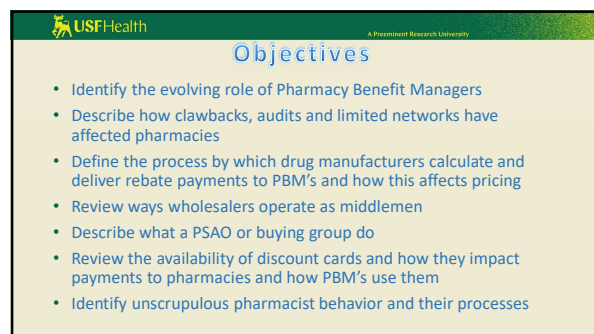 USFHealth
A Preeminent Research University
Objectives
• Identify the evolving role of Pharmacy Benefit Managers
• Describe how clawbacks, audits and limited networks have
affected pharmacies
• Define the process by which drug manufacturers calculate and
deliver rebate payments to PBM's and how this affects pricing
• Review ways wholesalers operate as middlemen
• Describe what a PSAO or buying group do
• Review the availability of discount cards and how they impact
payments to pharmacies and how PBM's use them
• Identify unscrupulous pharmacist behavior and their processes